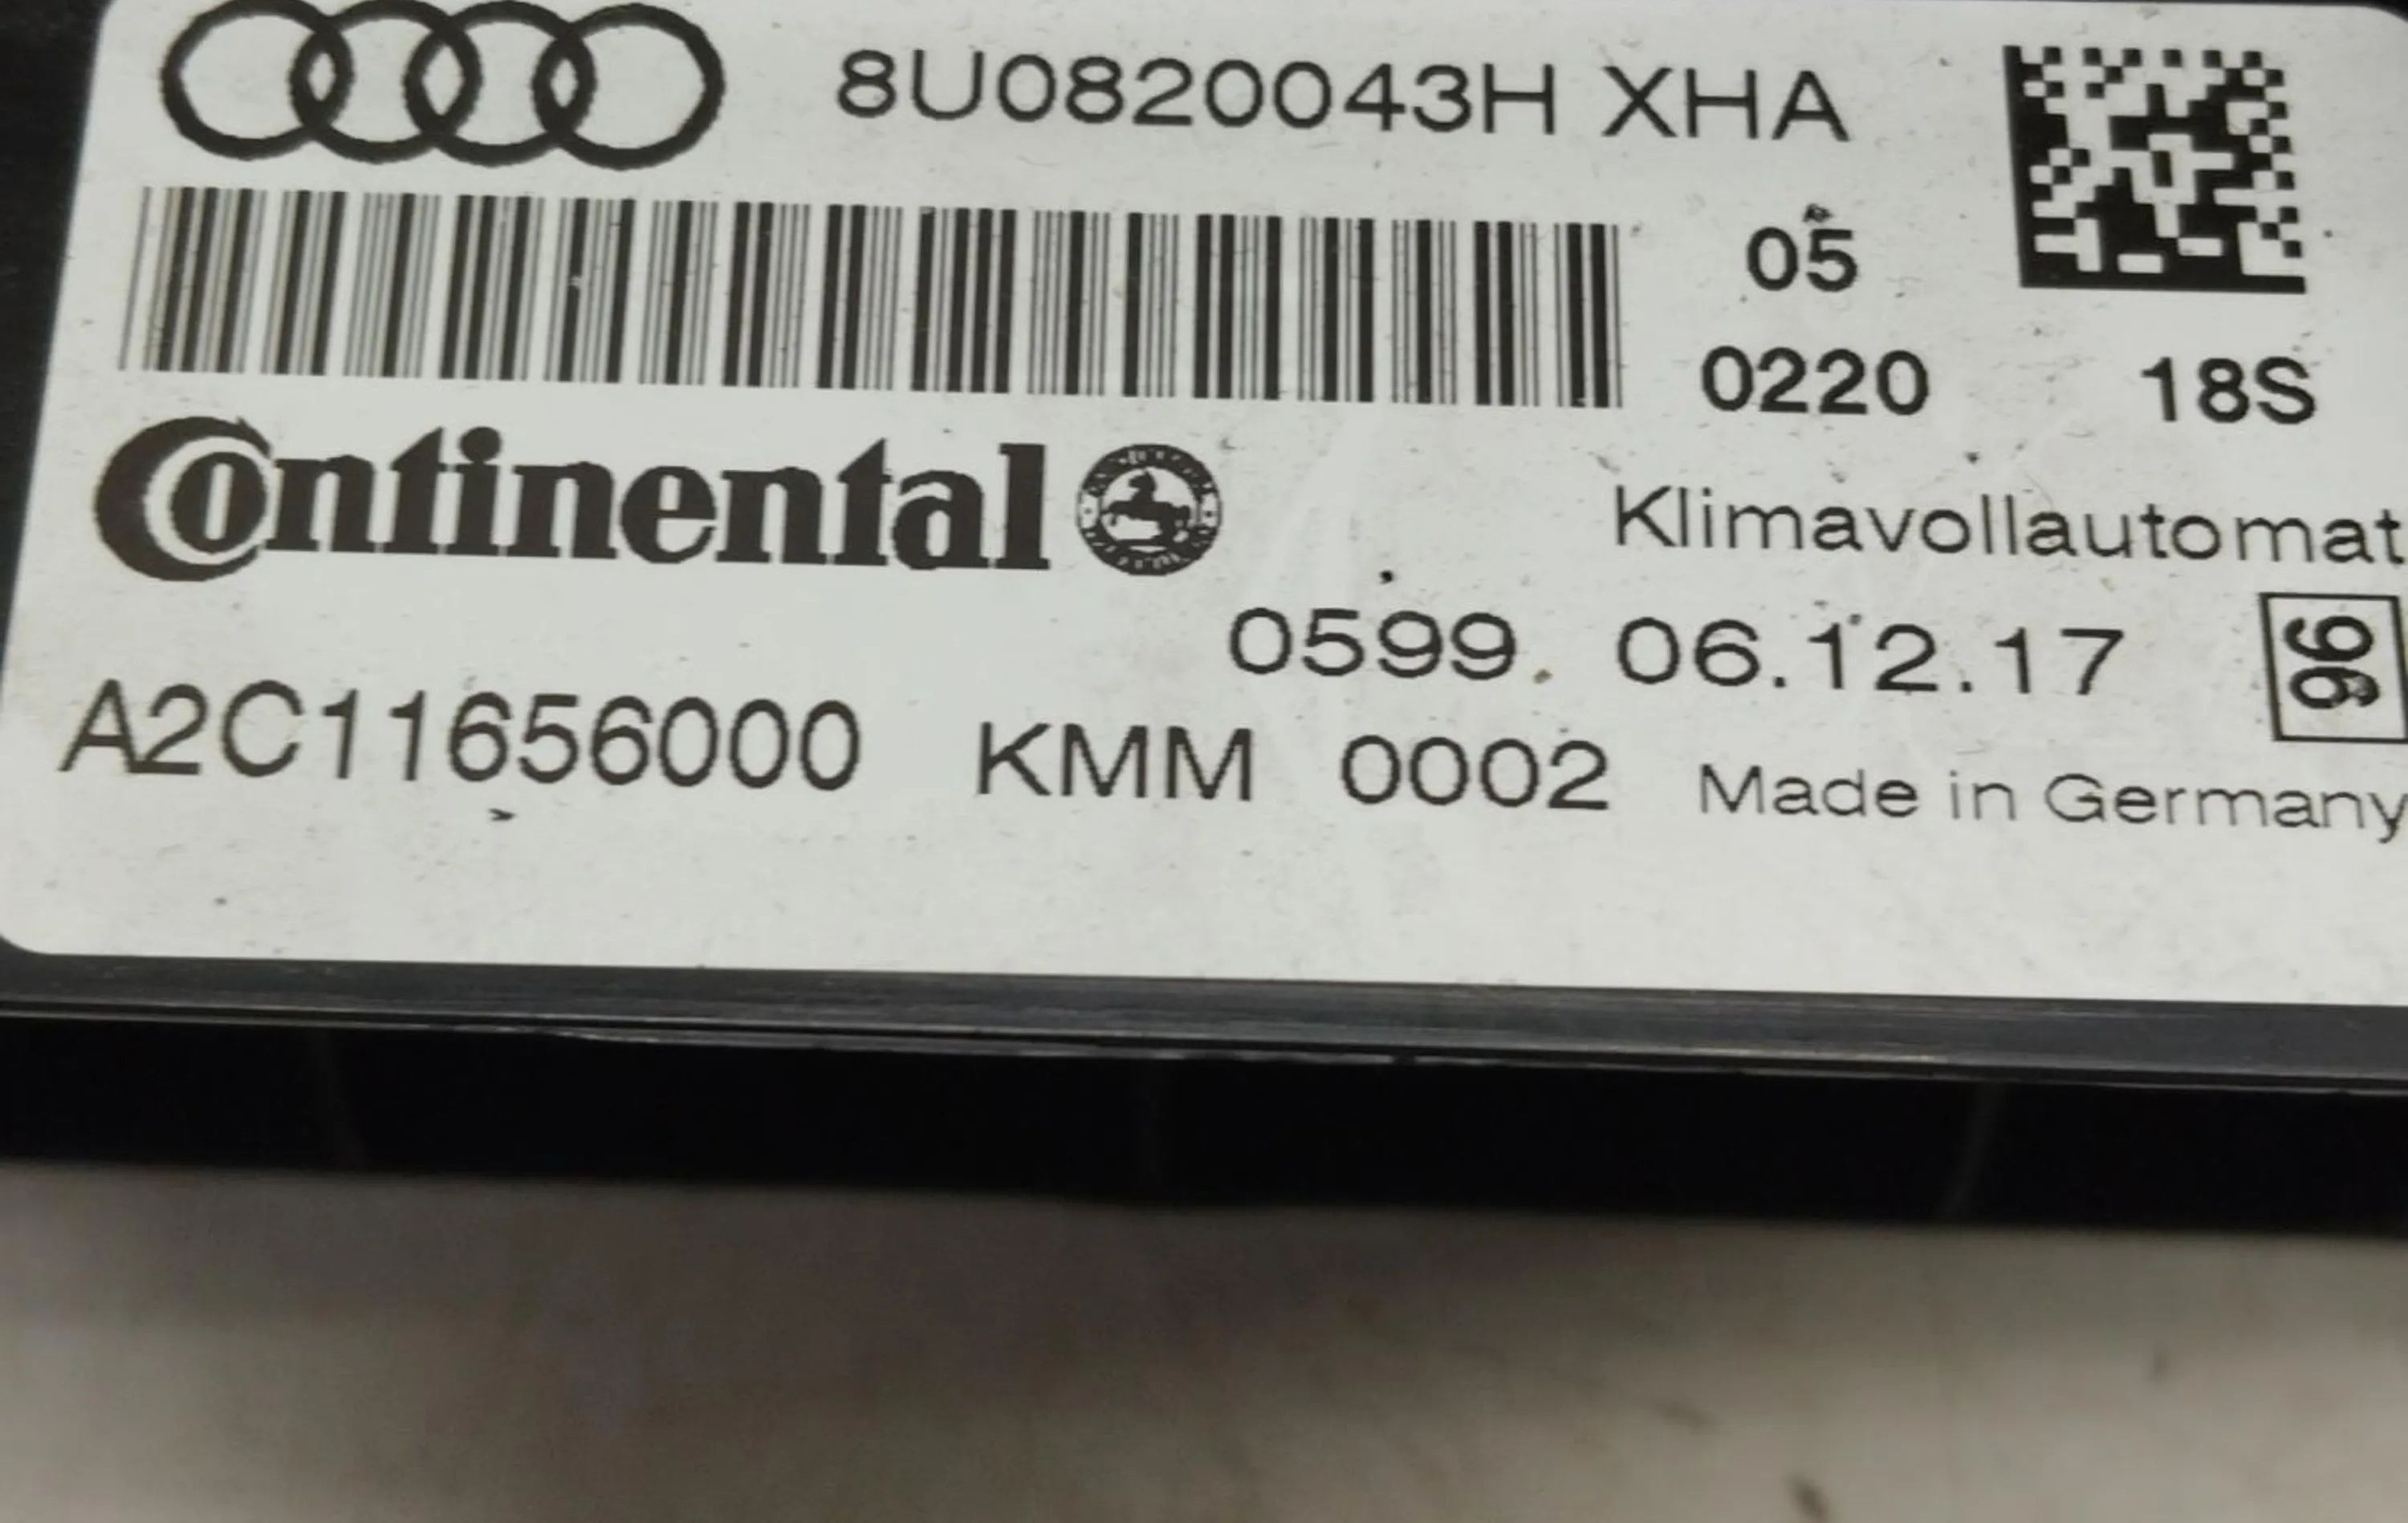 8U0820043H XHA
05
0220 18S
Continental
Klimavollautomat
0599. 06.12.17 96
A2C11656000 KMM 0002 Made in Germany